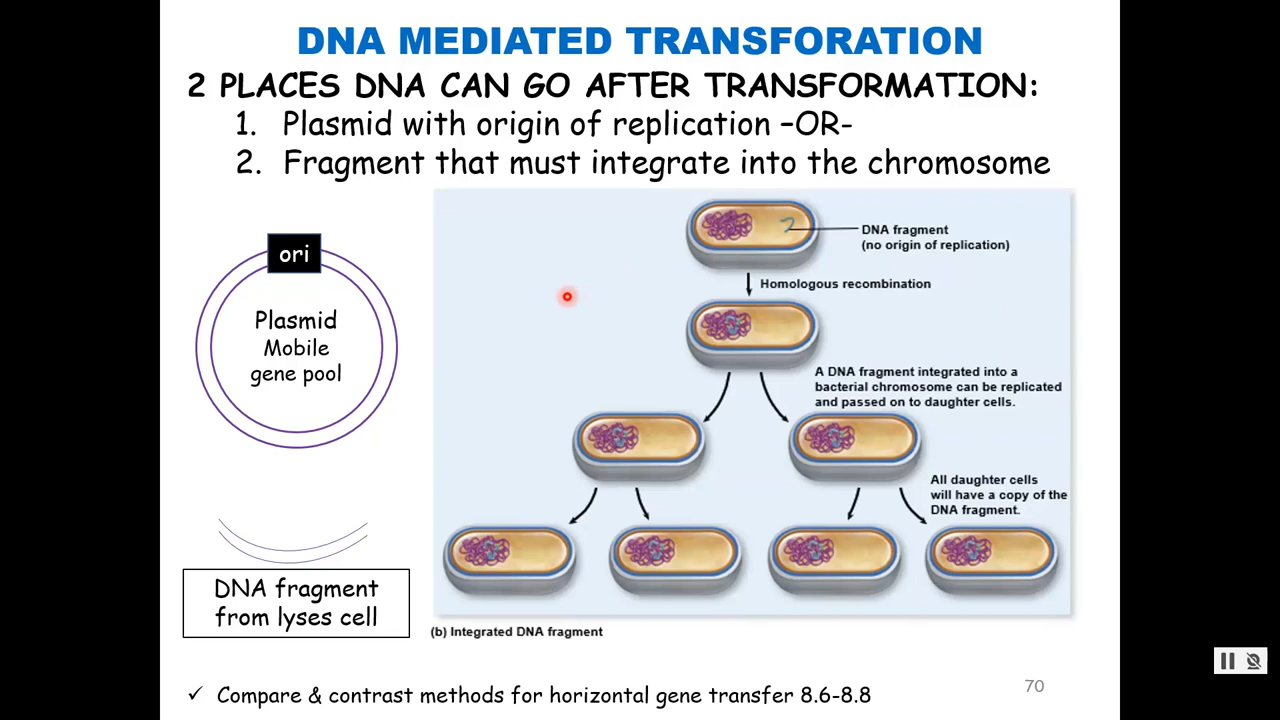 DNA MEDIATED TRANSFORATION
2 PLACES DNA CAN GO AFTER TRANSFORMATION:
1. Plasmid with origin of replication –OR-
2. Fragment that must integrate into the chromosome
ori
Plasmid
Mobile
gene pool
DNA fragment
from lyses cell
DNA fragment
(no origin of replication)
Homologous recombination
A DNA fragment integrated into a
bacterial chromosome can be replicated
and passed on to daughter cells.
All daughter cells
will have a copy of the
DNA fragment.
(b) Integrated DNA fragment
✓ Compare & contrast methods for horizontal gene transfer 8.6-8.8
70